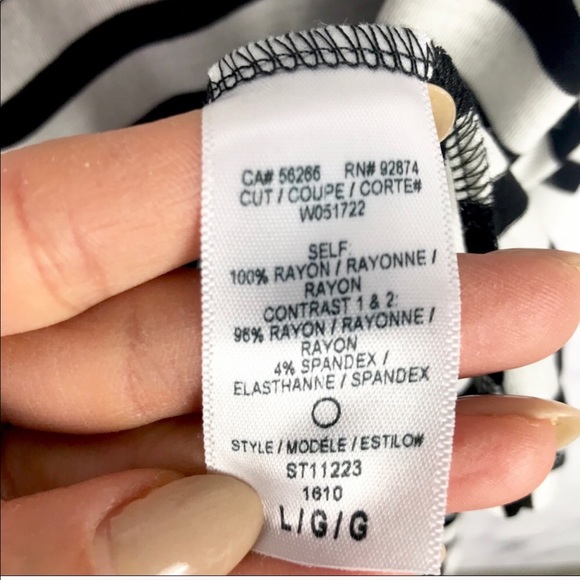 CA# 56266 RN# 92874
CUT / COUPE / CORTE#
W051722
SELF:
100% RAYON / RAYONNE /
RAYON
CONTRAST 1 & 2:
96% RAYON / RAYONNE /
RAYON
4% SPANDEX /
ELASTHANNE / SPANDEX
STYLE / MODÈLE / ESTILO#
ST11223
1610
L / G / G